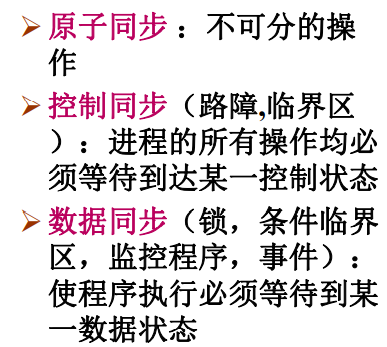 ➢原子同步 ：不可分的操
作
➢控制同步（路障,临界区
）：进程的所有操作均必
须等待到达某一控制状态
➢数据同步（锁，条件临界
区，监控程序，事件）：
使程序执行必须等待到某
一数据状态